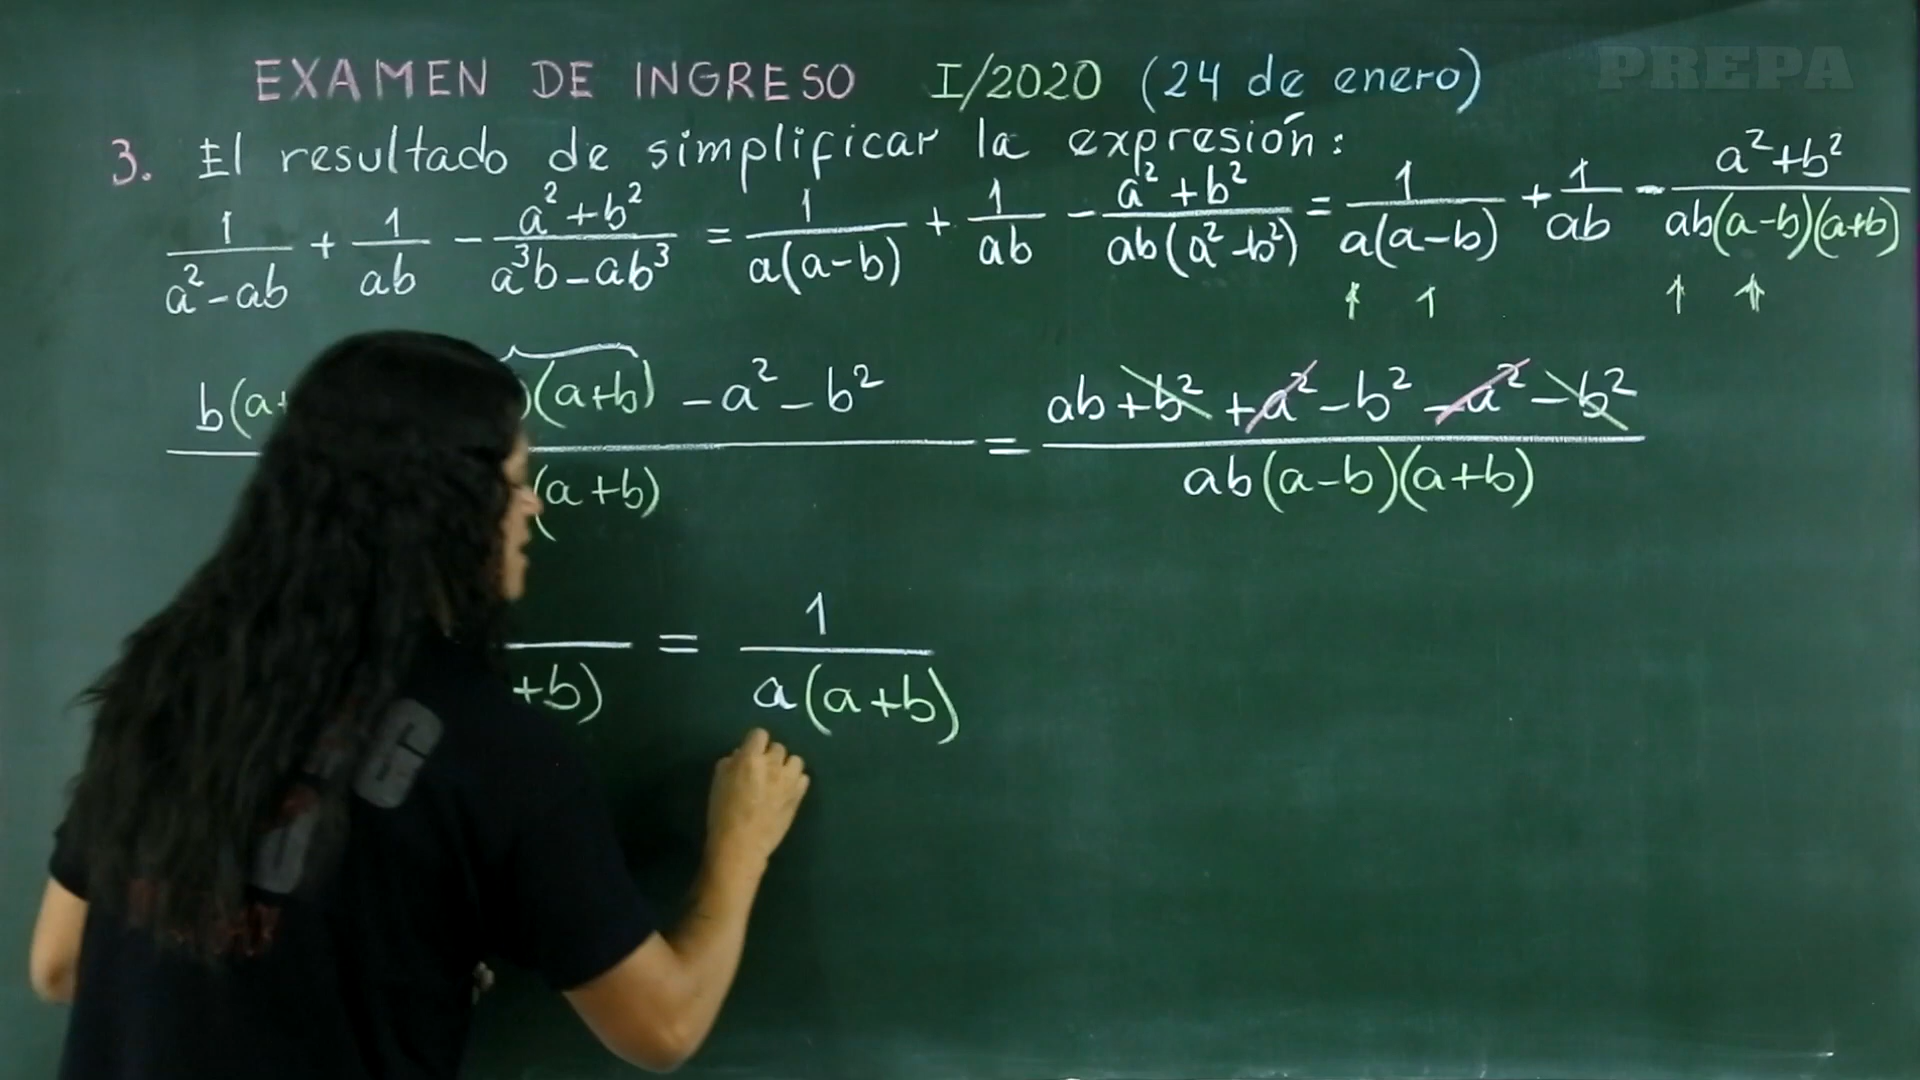 PREPA
EXAMEN DE INGRESO I/2020 (24 de enero)
3. El resultado de simplificar la expresión:
1/(a²-ab) + 1/(ab) - (a²+b²)/(a³b-ab³) = 1/(a(a-b)) + 1/(ab) - (a²+b²)/(ab(a²-b²)) = 1/(a(a-b)) + 1/(ab) - (a²+b²)/(ab(a-b)(a+b))
b(a+ )(a+b) - a² - b² = ab+b²+a²-b²-a²-b²
(a+b) ab(a-b)(a+b)
= 1
+b) a(a+b)